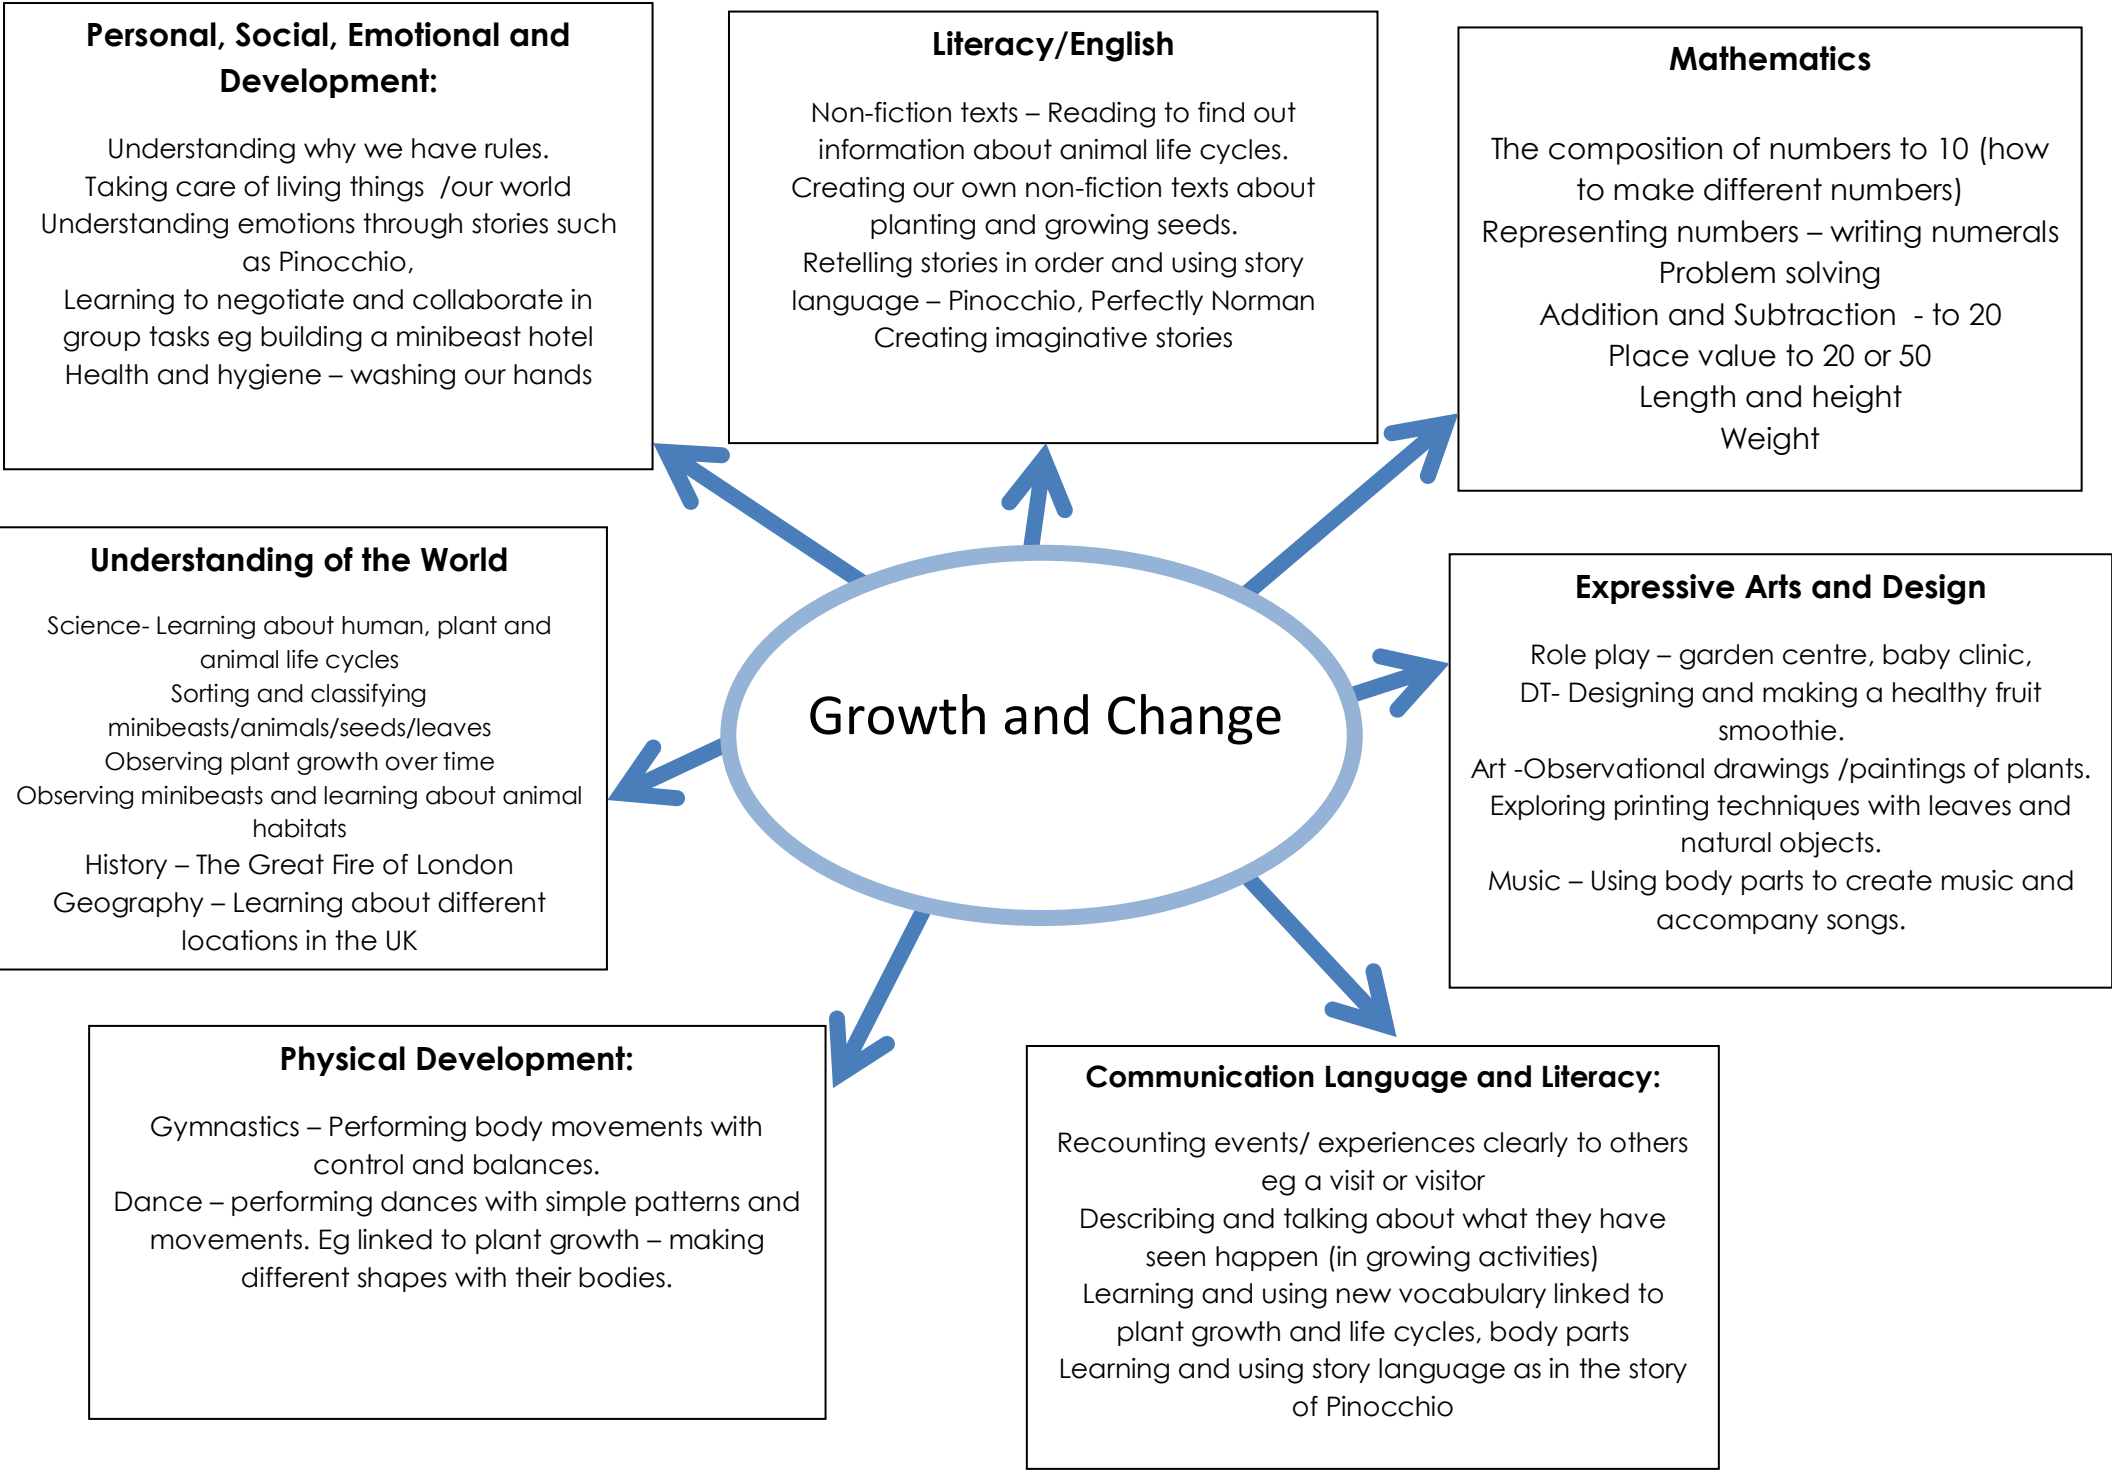 Personal, Social, Emotional and
Development:
Understanding why we have rules.
Taking care of living things  /our world
Understanding emotions through stories such
as Pinocchio,
Learning to negotiate and collaborate in
group tasks eg building a minibeast hotel
Health and hygiene – washing our hands
Literacy/English
Non-fiction texts – Reading to find out
information about animal life cycles.
Creating our own non-fiction texts about
planting and growing seeds.
Retelling stories in order and using story
language – Pinocchio, Perfectly Norman
Creating imaginative stories
Mathematics
The composition of numbers to 10 (how
to make different numbers)
Representing numbers – writing numerals
Problem solving
Addition and Subtraction  - to 20
Place value to 20 or 50
Length and height
Weight
Understanding of the World
Science- Learning about human, plant and
animal life cycles
Sorting and classifying
minibeasts/animals/seeds/leaves
Observing plant growth over time
Observing minibeasts and learning about animal
habitats
History – The Great Fire of London
Geography – Learning about different
locations in the UK
Growth and Change
Expressive Arts and Design
Role play – garden centre, baby clinic,
DT- Designing and making a healthy fruit
smoothie.
Art -Observational drawings /paintings of plants.
Exploring printing techniques with leaves and
natural objects.
Music – Using body parts to create music and
accompany songs.
Physical Development:
Gymnastics – Performing body movements with
control and balances.
Dance – performing dances with simple patterns and
movements. Eg linked to plant growth – making
different shapes with their bodies.
Communication Language and Literacy:
Recounting events/ experiences clearly to others
eg a visit or visitor
Describing and talking about what they have
seen happen (in growing activities)
Learning and using new vocabulary linked to
plant growth and life cycles, body parts
Learning and using story language as in the story
of Pinocchio